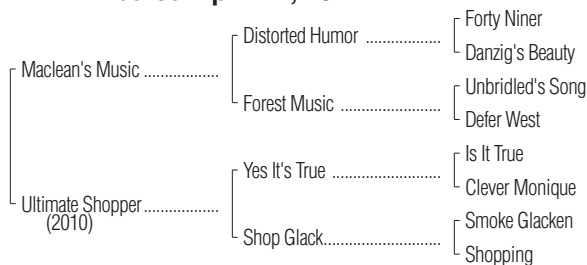 Forty Niner
Distorted Humor ..................
Danzig's Beauty
Maclean's Music ..................
Unbridled's Song
Forest Music ........................
Defer West
Is It True
Yes It's True .........................
Clever Monique
Ultimate Shopper ..................
(2010)
Smoke Glacken
Shop Glack...........................
Shopping